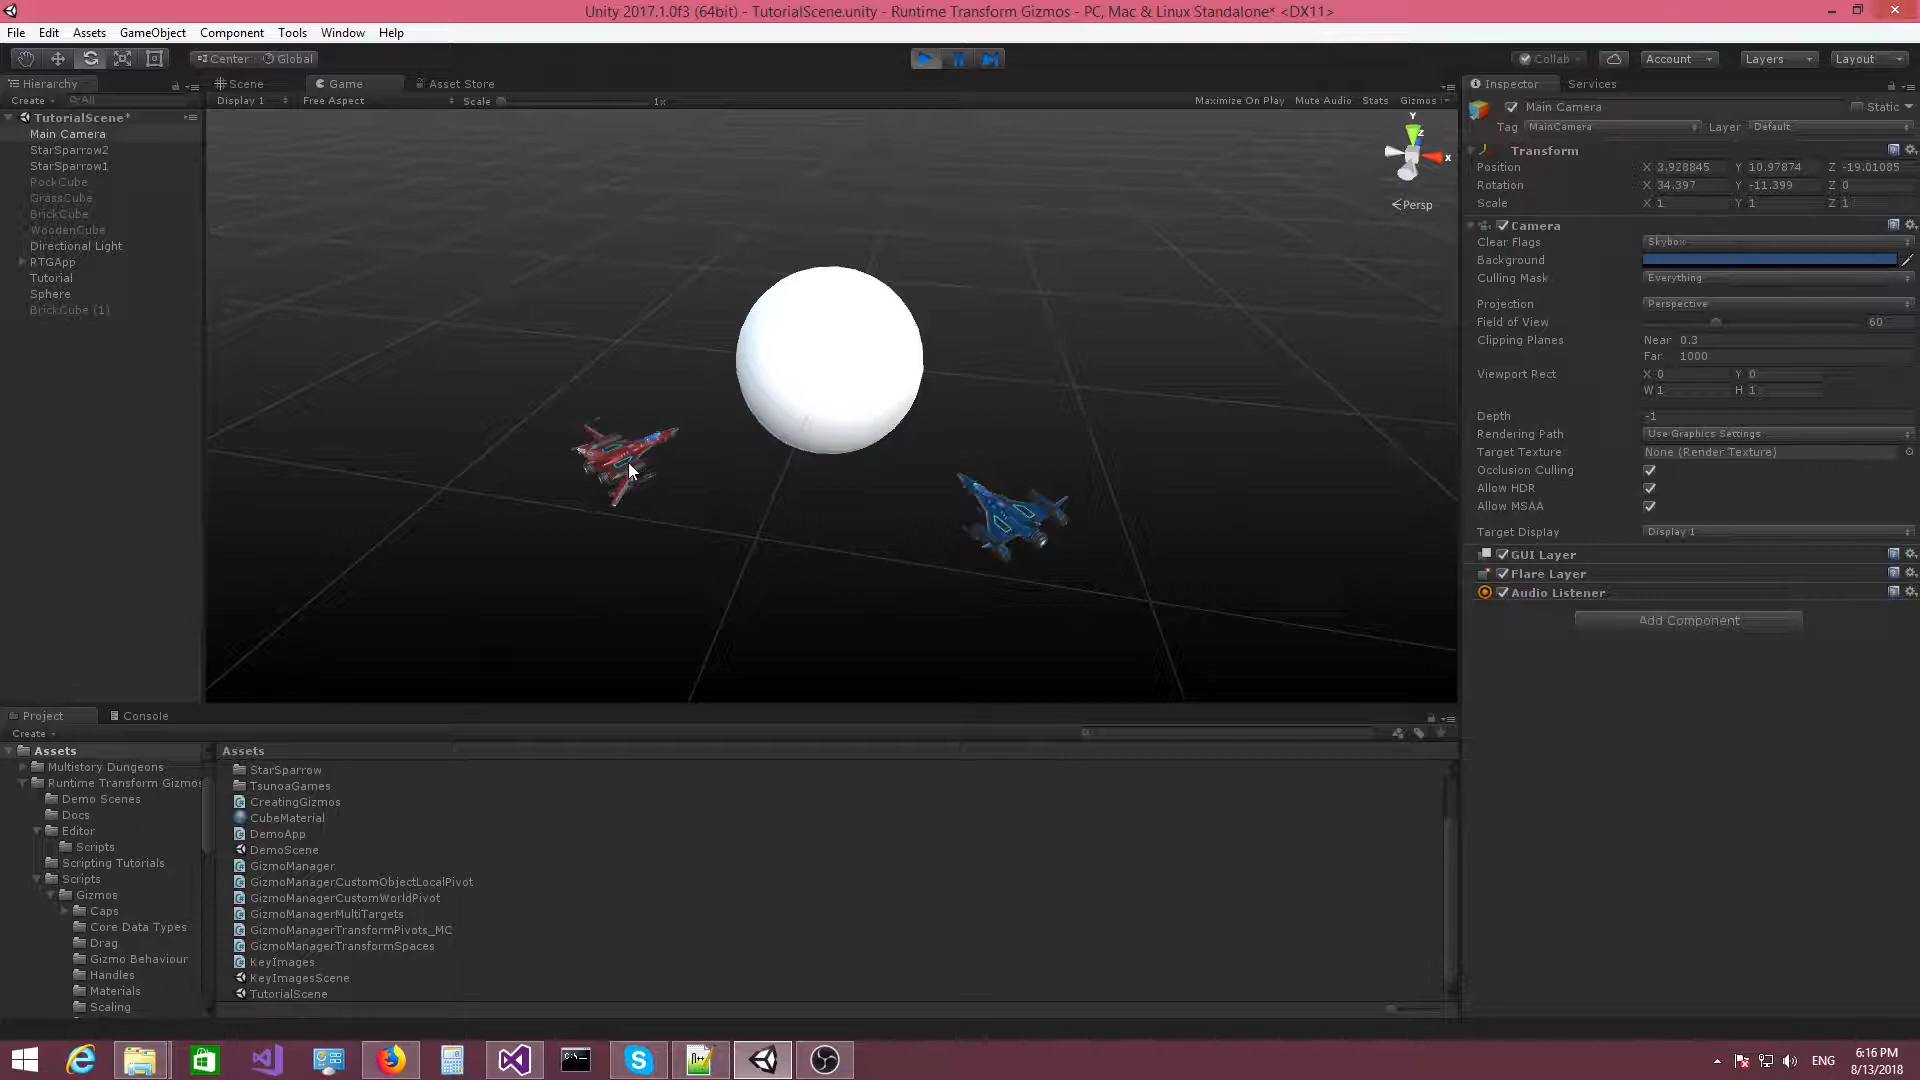 Unity 2017.1.0f3 (64bit) - TutorialScene.unity - Runtime Transform Gizmos - PC, Mac & Linux Standalone* <DX11>
File Edit Assets GameObject Component Tools Window Help
Center Global
Collab Account Layers Layout
Hierarchy
Create All
TutorialScene*
Main Camera
StarSparrow2
StarSparrow1
RockCube
GrassCube
BrickCube
WoodenCube
Directional Light
RTGApp
Tutorial
Sphere
BrickCube (1)
Scene Game Asset Store
Display 1 Free Aspect Scale 1x Maximize On Play Mute Audio Stats Gizmos
Y
Z
X
Persp
Inspector Services
Main Camera Static
Tag MainCamera Layer Default
Transform
Position X 3.928845 Y 10.97874 Z -19.01085
Rotation X 34.397 Y -11.399 Z 0
Scale X 1 Y 1 Z 1
Camera
Clear Flags Skybox
Background
Culling Mask Everything
Projection Perspective
Field of View 60
Clipping Planes Near 0.3
Far 1000
Viewport Rect X 0 Y 0
W 1 H 1
Depth -1
Rendering Path Use Graphics Settings
Target Texture None (Render Texture)
Occlusion Culling
Allow HDR
Allow MSAA
Target Display Display 1
GUI Layer
Flare Layer
Audio Listener
Add Component
Project Console
Create
Assets
Multistory Dungeons
Runtime Transform Gizmos
Demo Scenes
Docs
Editor
Scripts
Scripting Tutorials
Scripts
Gizmos
Caps
Core Data Types
Drag
Gizmo Behaviour
Handles
Materials
Scaling
Assets
StarSparrow
TsunoaGames
CreatingGizmos
CubeMaterial
DemoApp
DemoScene
GizmoManager
GizmoManagerCustomObjectLocalPivot
GizmoManagerCustomWorldPivot
GizmoManagerMultiTargets
GizmoManagerTransformPivots_MC
GizmoManagerTransformSpaces
KeyImages
KeyImagesScene
TutorialScene
ENG
6:16 PM
8/13/2018